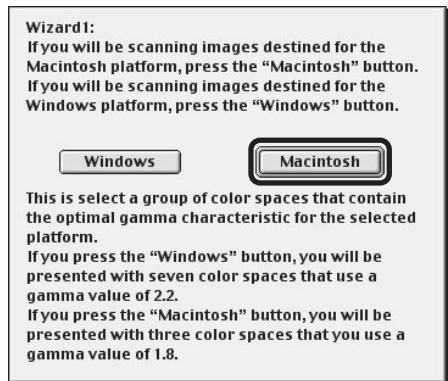 Wizard1:
If you will be scanning images destined for the
Macintosh platform, press the “Macintosh” button.
If you will be scanning images destined for the
Windows platform, press the “Windows” button.
Windows
Macintosh
This is select a group of color spaces that contain
the optimal gamma characteristic for the selected
platform.
If you press the “Windows” button, you will be
presented with seven color spaces that use a
gamma value of 2.2.
If you press the “Macintosh” button, you will be
presented with three color spaces that you use a
gamma value of 1.8.